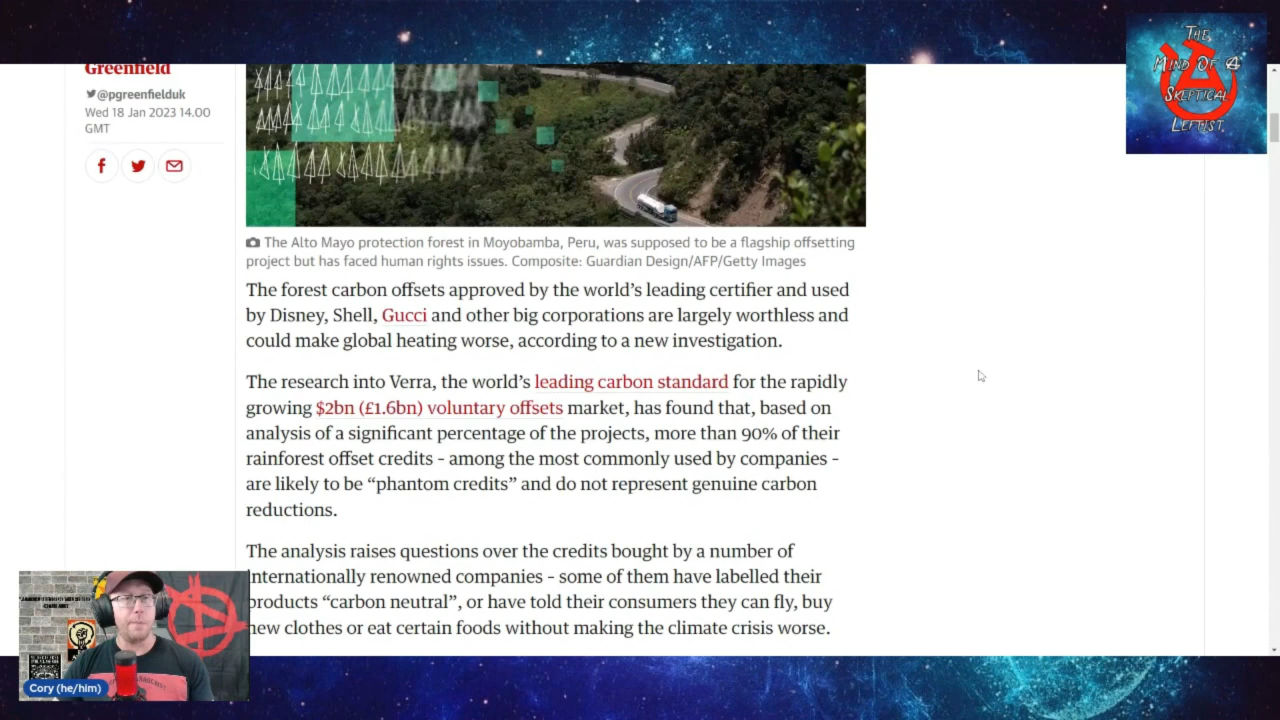 THE
MIND OF A
SKEPTICAL
LEFTIST
Greenfield
@pgreenfielduk
Wed 18 Jan 2023 14.00
GMT
The Alto Mayo protection forest in Moyobamba, Peru, was supposed to be a flagship offsetting
project but has faced human rights issues. Composite: Guardian Design/AFP/Getty Images
The forest carbon offsets approved by the world's leading certifier and used
by Disney, Shell, Gucci and other big corporations are largely worthless and
could make global heating worse, according to a new investigation.
The research into Verra, the world's leading carbon standard for the rapidly
growing $2bn (£1.6bn) voluntary offsets market, has found that, based on
analysis of a significant percentage of the projects, more than 90% of their
rainforest offset credits – among the most commonly used by companies –
are likely to be “phantom credits” and do not represent genuine carbon
reductions.
The analysis raises questions over the credits bought by a number of
internationally renowned companies – some of them have labelled their
products “carbon neutral”, or have told their consumers they can fly, buy
new clothes or eat certain foods without making the climate crisis worse.
Cory (he/him)